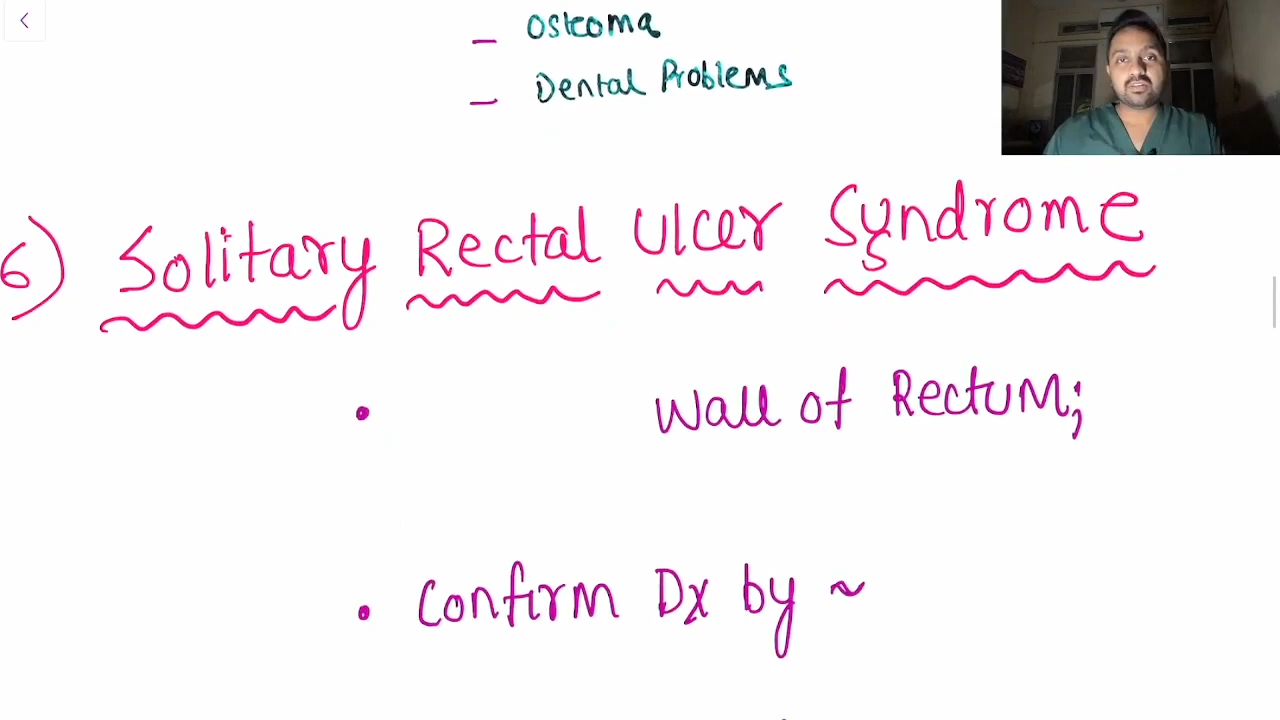 - Osteoma
- Dental Problems
6) Solitary Rectal Ulcer Syndrome
• Wall of Rectum;
• Confirm Dx by ~